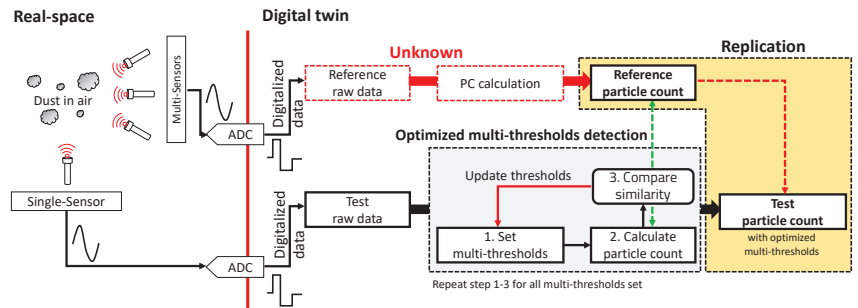 Real-space
Digital twin
Dust in air
Multi-Sensors
ADC
Digitalized
data
Unknown
Reference
raw data
PC calculation
Replication
Reference
particle count
Optimized multi-thresholds detection
Update thresholds
3. Compare
similarity
1. Set
multi-thresholds
2. Calculate
particle count
Repeat step 1-3 for all multi-thresholds set
Single-Sensor
ADC
Digitalized
data
Test
raw data
Test
particle count
with optimized
multi-thresholds